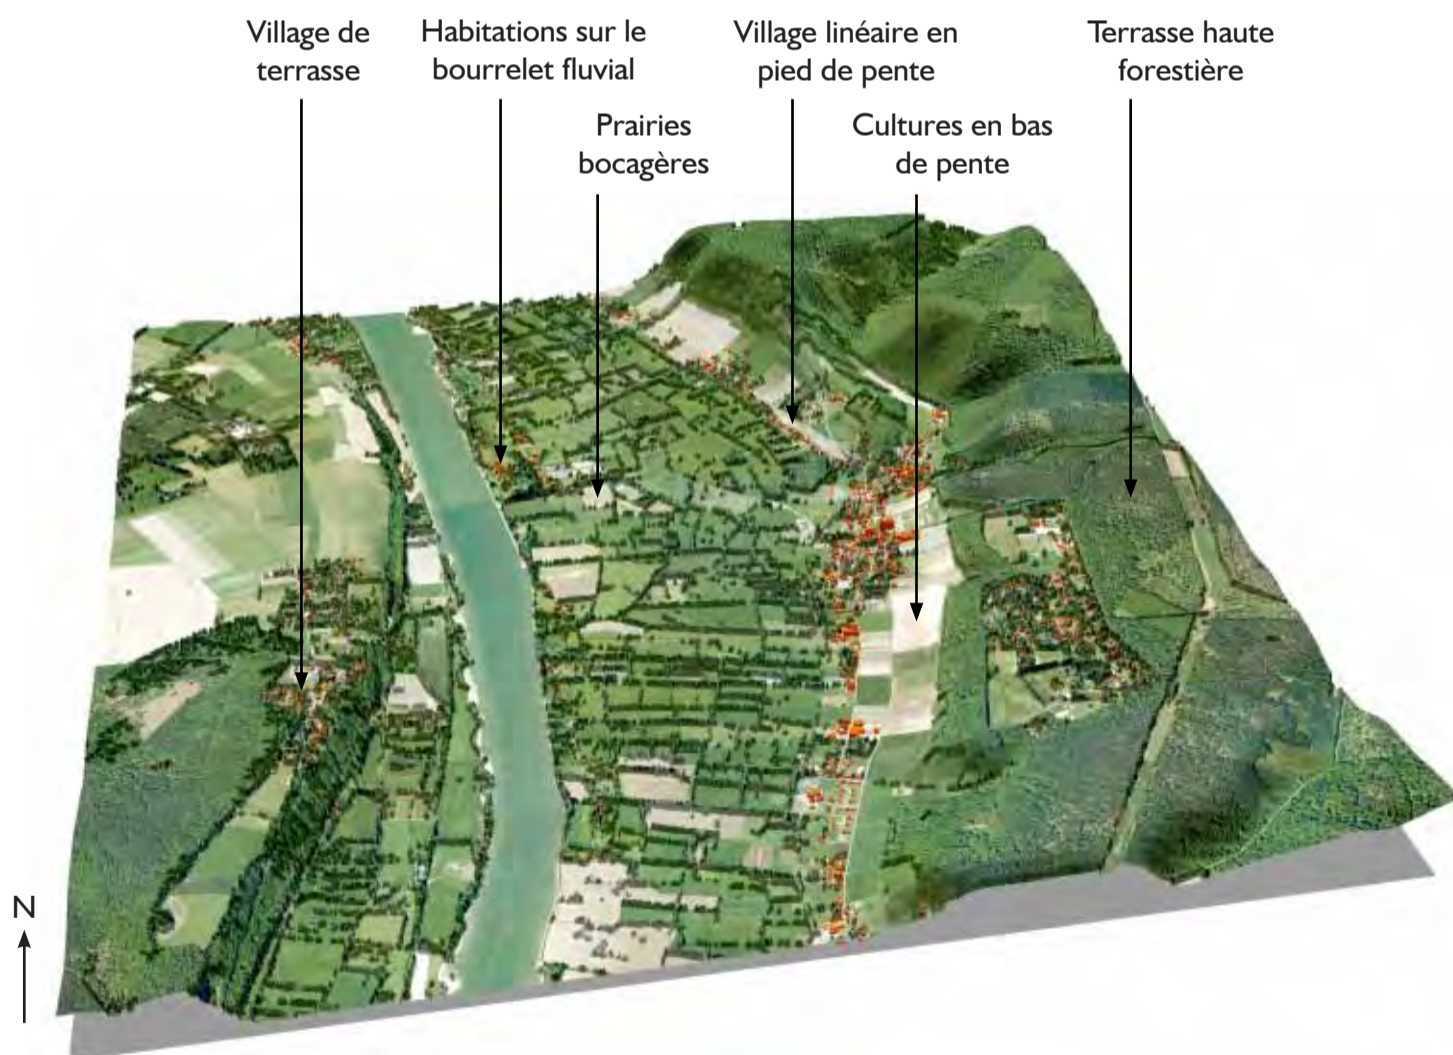 Village de
terrasse
Habitations sur le
bourrelet fluvial
Village linéaire en
pied de pente
Terrasse haute
forestière
Prairies
bocagères
Cultures en bas
de pente
N